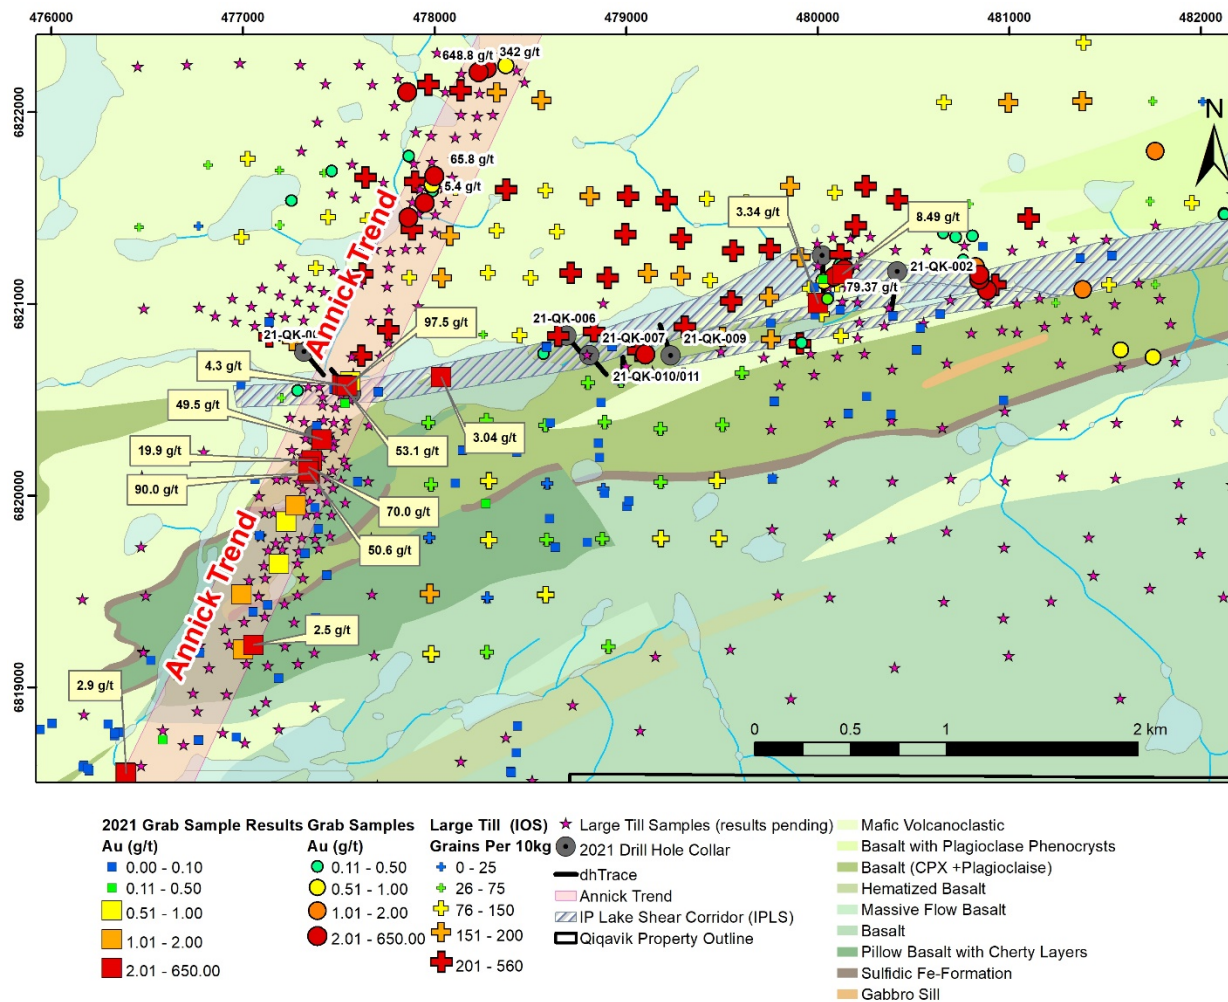 476000
477000
478000
479000
480000
481000
482000
6822000
6821000
6820000
6819000
648.8 g/t
342 g/t
65.8 g/t
5.4 g/t
N
3.34 g/t
8.49 g/t
21-QK-002
79.37 g/t
Annick Trend
97.5 g/t
21-QK-006
21-QK-007
21-QK-009
21-QK-010/011
4.3 g/t
49.5 g/t
3.04 g/t
53.1 g/t
19.9 g/t
90.0 g/t
70.0 g/t
50.6 g/t
Annick Trend
2.5 g/t
2.9 g/t
0 0.5 1 2 km
2021 Grab Sample Results
Au (g/t)
0.00 - 0.10
0.11 - 0.50
0.51 - 1.00
1.01 - 2.00
2.01 - 650.00
Grab Samples
Au (g/t)
0.11 - 0.50
0.51 - 1.00
1.01 - 2.00
2.01 - 650.00
Large Till (IOS)
Grains Per 10kg
0 - 25
26 - 75
76 - 150
151 - 200
201 - 560
Large Till Samples (results pending)
2021 Drill Hole Collar
dhTrace
Annick Trend
IP Lake Shear Corridor (IPLS)
Qiqavik Property Outline
Mafic Volcanoclastic
Basalt with Plagioclase Phenocrysts
Basalt (CPX +Plagioclaise)
Hematized Basalt
Massive Flow Basalt
Basalt
Pillow Basalt with Cherty Layers
Sulfidic Fe-Formation
Gabbro Sill